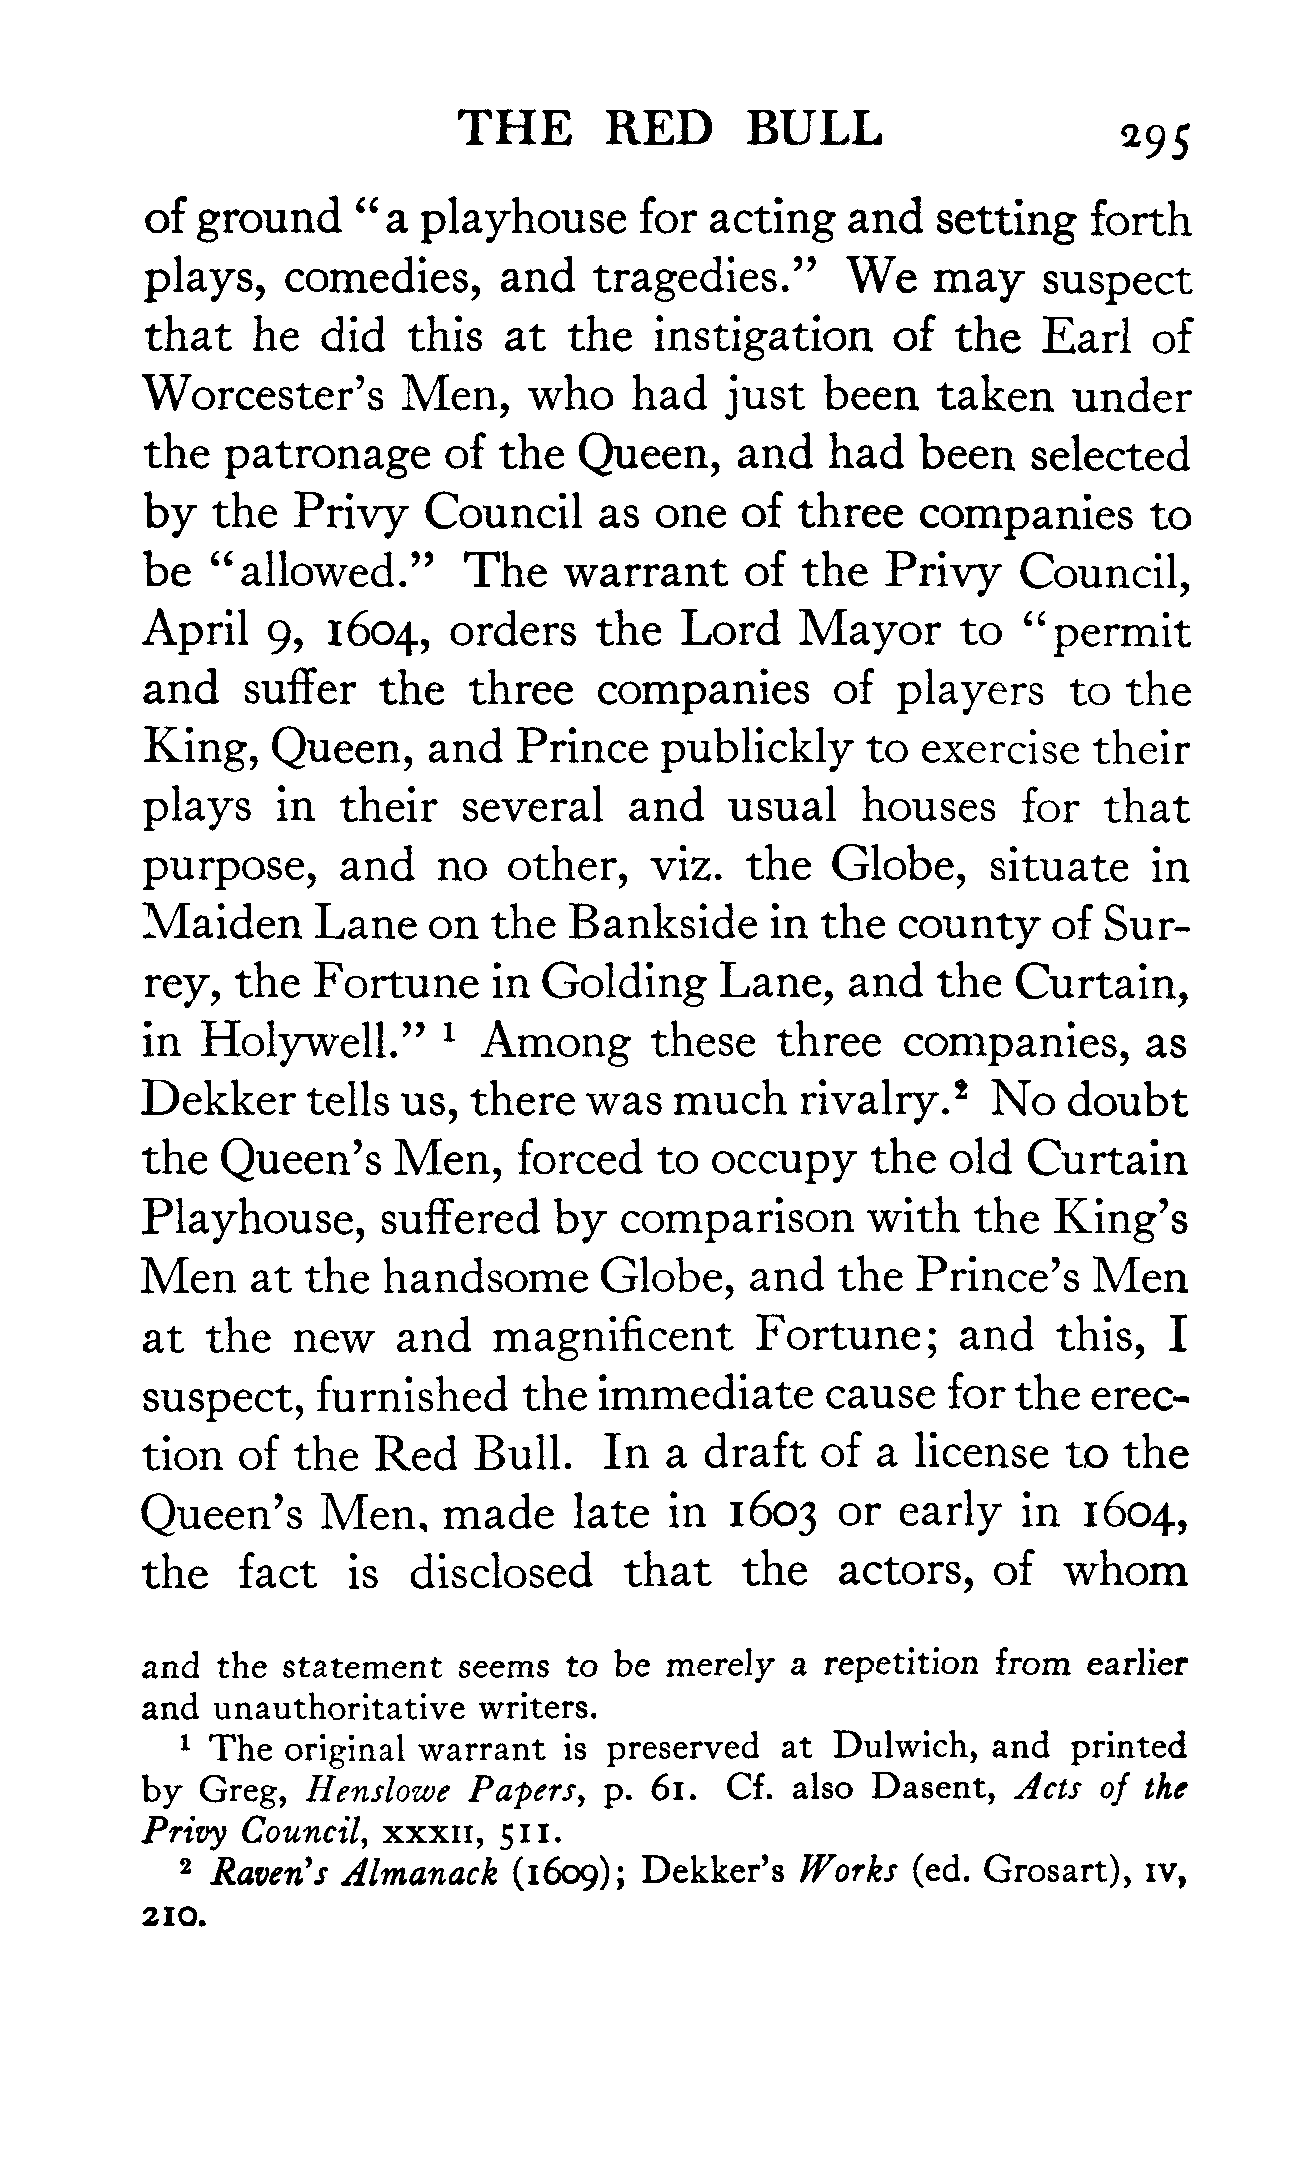 THE RED BULL 295
of ground “a playhouse for acting and setting forth
plays, comedies, and tragedies.” We may suspect
that he did this at the instigation of the Earl of
Worcester’s Men, who had just been taken under
the patronage of the Queen, and had been selected
by the Privy Council as one of three companies to
be “allowed.” The warrant of the Privy Council,
April 9, 1604, orders the Lord Mayor to “permit
and suffer the three companies of players to the
King, Queen, and Prince publickly to exercise their
plays in their several and usual houses for that
purpose, and no other, viz. the Globe, situate in
Maiden Lane on the Bankside in the county of Sur-
rey, the Fortune in Golding Lane, and the Curtain,
in Holywell.” ¹ Among these three companies, as
Dekker tells us, there was much rivalry.² No doubt
the Queen’s Men, forced to occupy the old Curtain
Playhouse, suffered by comparison with the King’s
Men at the handsome Globe, and the Prince’s Men
at the new and magnificent Fortune; and this, I
suspect, furnished the immediate cause for the erec-
tion of the Red Bull. In a draft of a license to the
Queen’s Men, made late in 1603 or early in 1604,
the fact is disclosed that the actors, of whom
and the statement seems to be merely a repetition from earlier
and unauthoritative writers.
¹ The original warrant is preserved at Dulwich, and printed
by Greg, Henslowe Papers, p. 61. Cf. also Dasent, Acts of the
Privy Council, XXXII, 511.
² Raven’s Almanack (1609); Dekker’s Works (ed. Grosart), IV,
210.